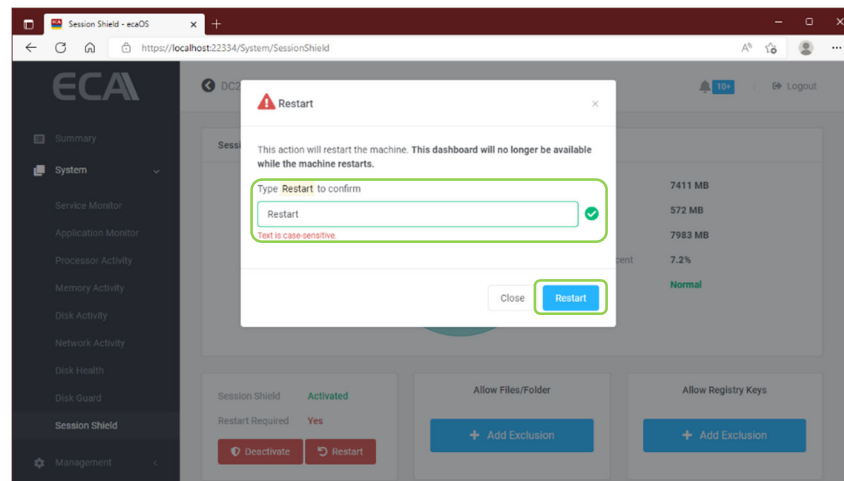 Session Shield - ecaOS
https://localhost:22334/System/SessionShield
ECA
DC2
10+
Logout
Summary
System
Service Monitor
Application Monitor
Processor Activity
Memory Activity
Disk Activity
Network Activity
Disk Health
Disk Guard
Session Shield
Management
Restart
This action will restart the machine. This dashboard will no longer be available
while the machine restarts.
Type Restart to confirm
Restart
Text is case-sensitive.
Close
Restart
7411 MB
572 MB
7983 MB
7.2%
Normal
Session Shield Activated
Restart Required Yes
Deactivate
Restart
Allow Files/Folder
Add Exclusion
Allow Registry Keys
Add Exclusion